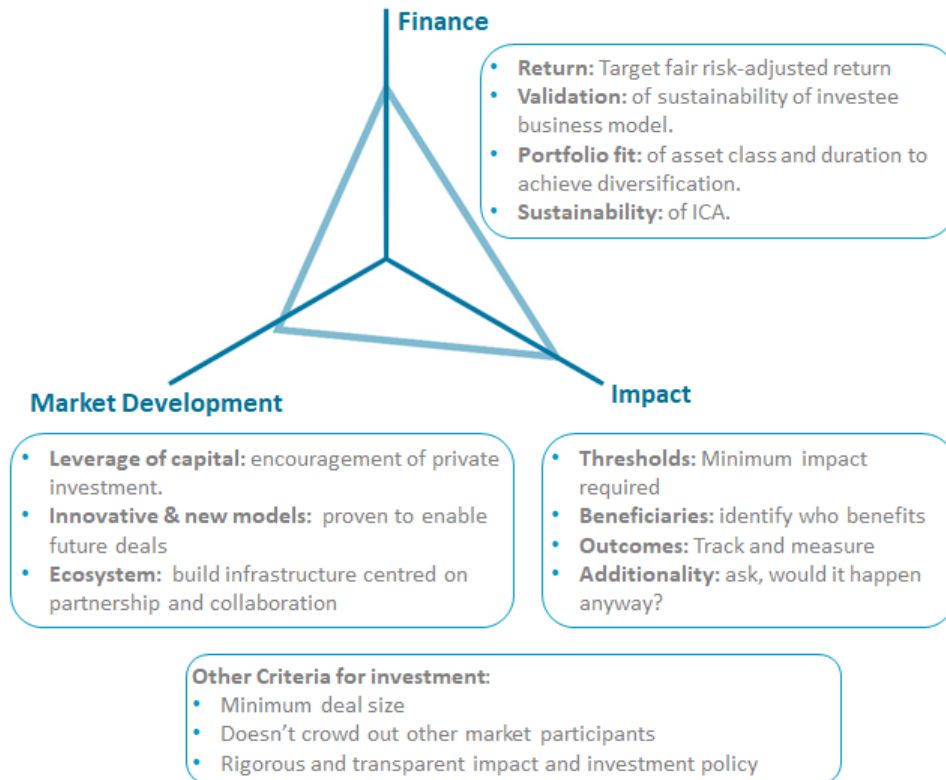 Finance
• Return: Target fair risk-adjusted return
• Validation: of sustainability of investee
business model.
• Portfolio fit: of asset class and duration to
achieve diversification.
• Sustainability: of ICA.
Market Development
Impact
• Leverage of capital: encouragement of private
investment.
• Innovative & new models: proven to enable
future deals
• Ecosystem: build infrastructure centred on
partnership and collaboration
• Thresholds: Minimum impact
required
• Beneficiaries: identify who benefits
• Outcomes: Track and measure
• Additionality: ask, would it happen
anyway?
Other Criteria for investment:
• Minimum deal size
• Doesn't crowd out other market participants
• Rigorous and transparent impact and investment policy